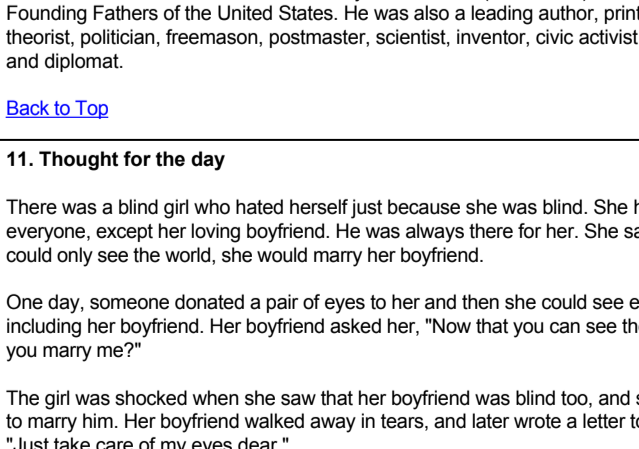 Founding Fathers of the United States. He was also a leading author, print
theorist, politician, freemason, postmaster, scientist, inventor, civic activist
and diplomat.
Back to Top
11. Thought for the day
There was a blind girl who hated herself just because she was blind. She h
everyone, except her loving boyfriend. He was always there for her. She sa
could only see the world, she would marry her boyfriend.
One day, someone donated a pair of eyes to her and then she could see e
including her boyfriend. Her boyfriend asked her, "Now that you can see th
you marry me?"
The girl was shocked when she saw that her boyfriend was blind too, and s
to marry him. Her boyfriend walked away in tears, and later wrote a letter to
"Just take care of my eyes dear."